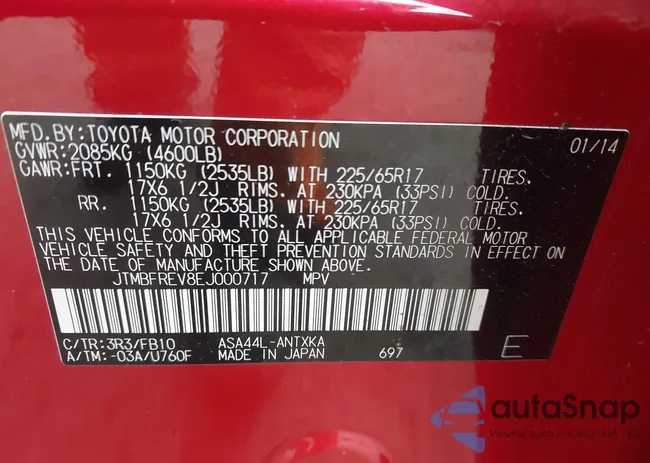 MFD.BY:TOYOTA MOTOR CORPORATION 01/14
GVWR:2085KG (4600LB)
GAWR:FRT. 1150KG (2535LB) WITH 225/65R17 TIRES.
17X6 1/2J RIMS. AT 230KPA (33PSI) COLD.
RR. 1150KG (2535LB) WITH 225/65R17 TIRES.
17X6 1/2J RIMS. AT 230KPA (33PSI) COLD.
THIS VEHICLE CONFORMS TO ALL APPLICABLE FEDERAL MOTOR
VEHICLE SAFETY AND THEFT PREVENTION STANDARDS IN EFFECT ON
THE DATE OF MANUFACTURE SHOWN ABOVE.
JTMBFREV8EJ000717 MPV
C/TR:3R3/FB10 ASA44L-ANTXKA
A/TM:-03A/U760F MADE IN JAPAN 697 E
autaSnap
Pewne auta z